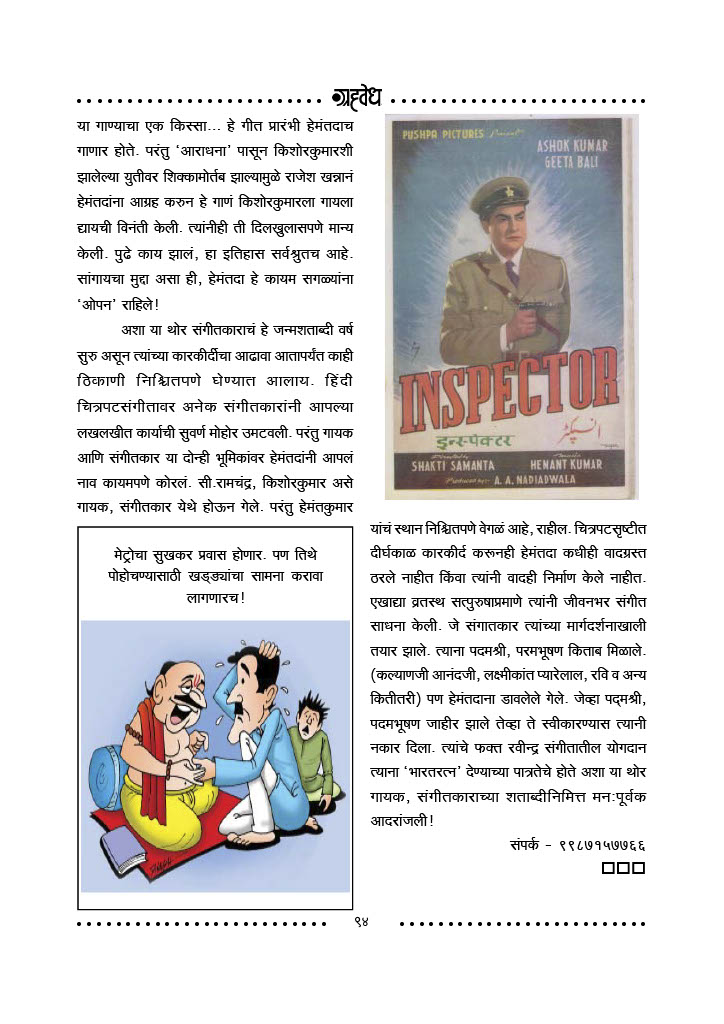 ग्रहवेध
या गाण्याचा एक किस्सा... हे गीत प्रारंभी हेमंतदाच
गाणार होते. परंतु ‘आराधना’ पासून किशोरकुमारशी
झालेल्या युतीवर शिक्कामोर्तब झाल्यामुळे राजेश खन्नानं
हेमंतदांना आग्रह करुन हे गाणं किशोरकुमारला गायला
द्यायची विनंती केली. त्यांनीही ती दिलखुलासपणे मान्य
केली. पुढे काय झालं, हा इतिहास सर्वश्रुतच आहे.
सांगायचा मुद्दा असा ही, हेमंतदा हे कायम सगळ्यांना
‘ओपन’ राहिले!
अशा या थोर संगीतकाराचं हे जन्मशताब्दी वर्ष
सुरु असून त्यांच्या कारकीर्दीचा आढावा आतापर्यंत काही
ठिकाणी निश्चितपणे घेण्यात आलाय. हिंदी
चित्रपटसंगीतावर अनेक संगीतकारांनी आपल्या
लखलखीत कार्याची सुवर्ण मोहोर उमटवली. परंतु गायक
आणि संगीतकार या दोन्ही भूमिकांवर हेमंतदांनी आपलं
नाव कायमपणे कोरलं. सी.रामचंद्र, किशोरकुमार असे
गायक, संगीतकार येथे होऊन गेले. परंतु हेमंतकुमार
मेट्रोचा सुखकर प्रवास होणार. पण तिथे
पोहोचण्यासाठी खड्ड्यांचा सामना करावा
लागणारच!
PUSHPA PICTURES Present
ASHOK KUMAR
GEETA BALI
INSPECTOR
इन्स्पेक्टर
انسپکٹر
Directed by
SHAKTI SAMANTA
Music
HENANT KUMAR
Produced by:- A. A. NADIADWALA
यांचं स्थान निश्चितपणे वेगळं आहे, राहील. चित्रपटसृष्टीत
दीर्घकाळ कारकीर्द करूनही हेमंतदा कधीही वादग्रस्त
ठरले नाहीत किंवा त्यांनी वादही निर्माण केले नाहीत.
एखाद्या व्रतस्थ सत्पुरुषाप्रमाणे त्यांनी जीवनभर संगीत
साधना केली. जे संगातकार त्यांच्या मार्गदर्शनाखाली
तयार झाले. त्याना पदमश्री, परमभूषण किताब मिळाले.
(कल्याणजी आनंदजी, लक्ष्मीकांत प्यारेलाल, रवि व अन्य
कितीतरी) पण हेमंतदाना डावलेले गेले. जेव्हा पद्मश्री,
पदमभूषण जाहीर झाले तेव्हा ते स्वीकारण्यास त्यानी
नकार दिला. त्यांचे फक्त रवीन्द्र संगीतातील योगदान
त्याना ‘भारतरत्न’ देण्याच्या पात्रतेचे होते अशा या थोर
गायक, संगीतकाराच्या शताब्दीनिमित्त मन:पूर्वक
आदरांजली!
संपर्क - ९९८७१५७७६६
९४